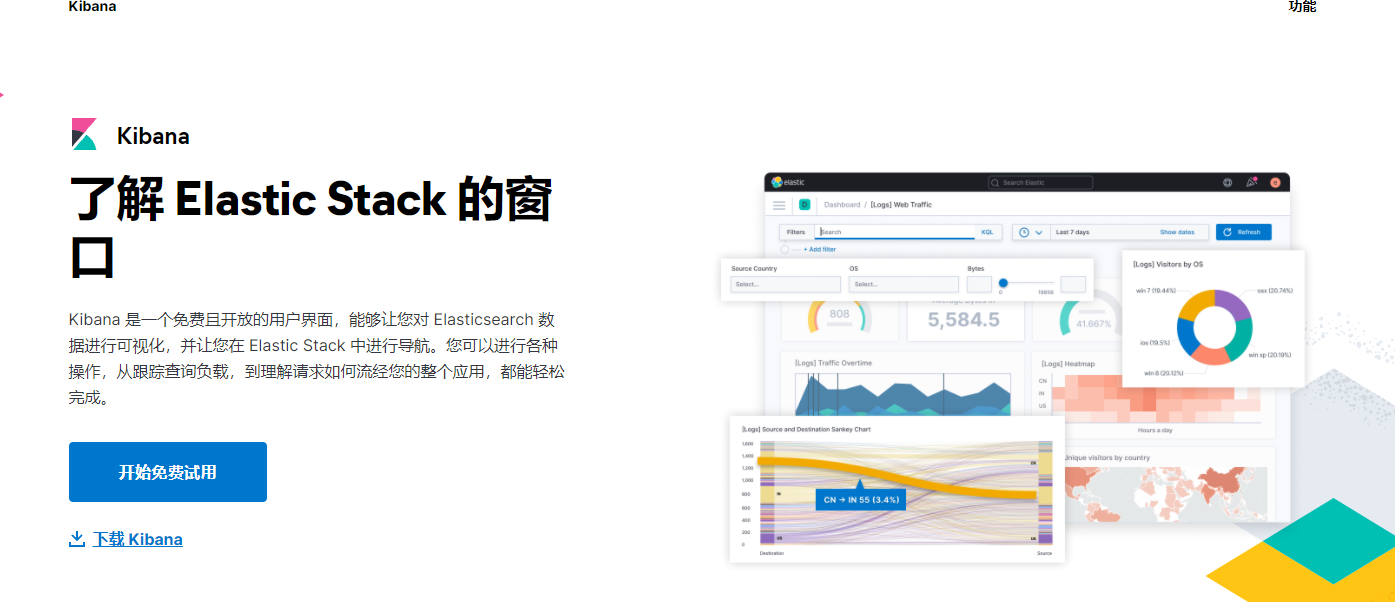 Kibana
功能
Kibana
了解 Elastic Stack 的窗
口
Kibana 是一个免费且开放的用户界面，能够让您对 Elasticsearch 数
据进行可视化，并让您在 Elastic Stack 中进行导航。您可以进行各种
操作，从跟踪查询负载，到理解请求如何流经您的整个应用，都能轻松
完成。
开始免费试用
下载 Kibana
elastic
Search Elastic
D
Dashboard / [Logs] Web Traffic
Filters
Search
KQL
Last 7 days
Show dates
Refresh
+ Add filter
Source Country
OS
Bytes
Select...
Select...
0
808
5,584.5
41.667%
[Logs] Visitors by OS
win 7 (19.44%)
osx (20.74%)
ios (19.5%)
win xp (20.19%)
win 8 (20.12%)
[Logs] Traffic Overtime
[Logs] Heatmap
CN
IN
US
Hours a day
[Logs] Source and Destination Sankey Chart
1,600
1,400
1,200
1,000
800
600
400
200
0
IN
US
CN → IN 55 (3.4%)
Destination
Source
Unique visitors by country